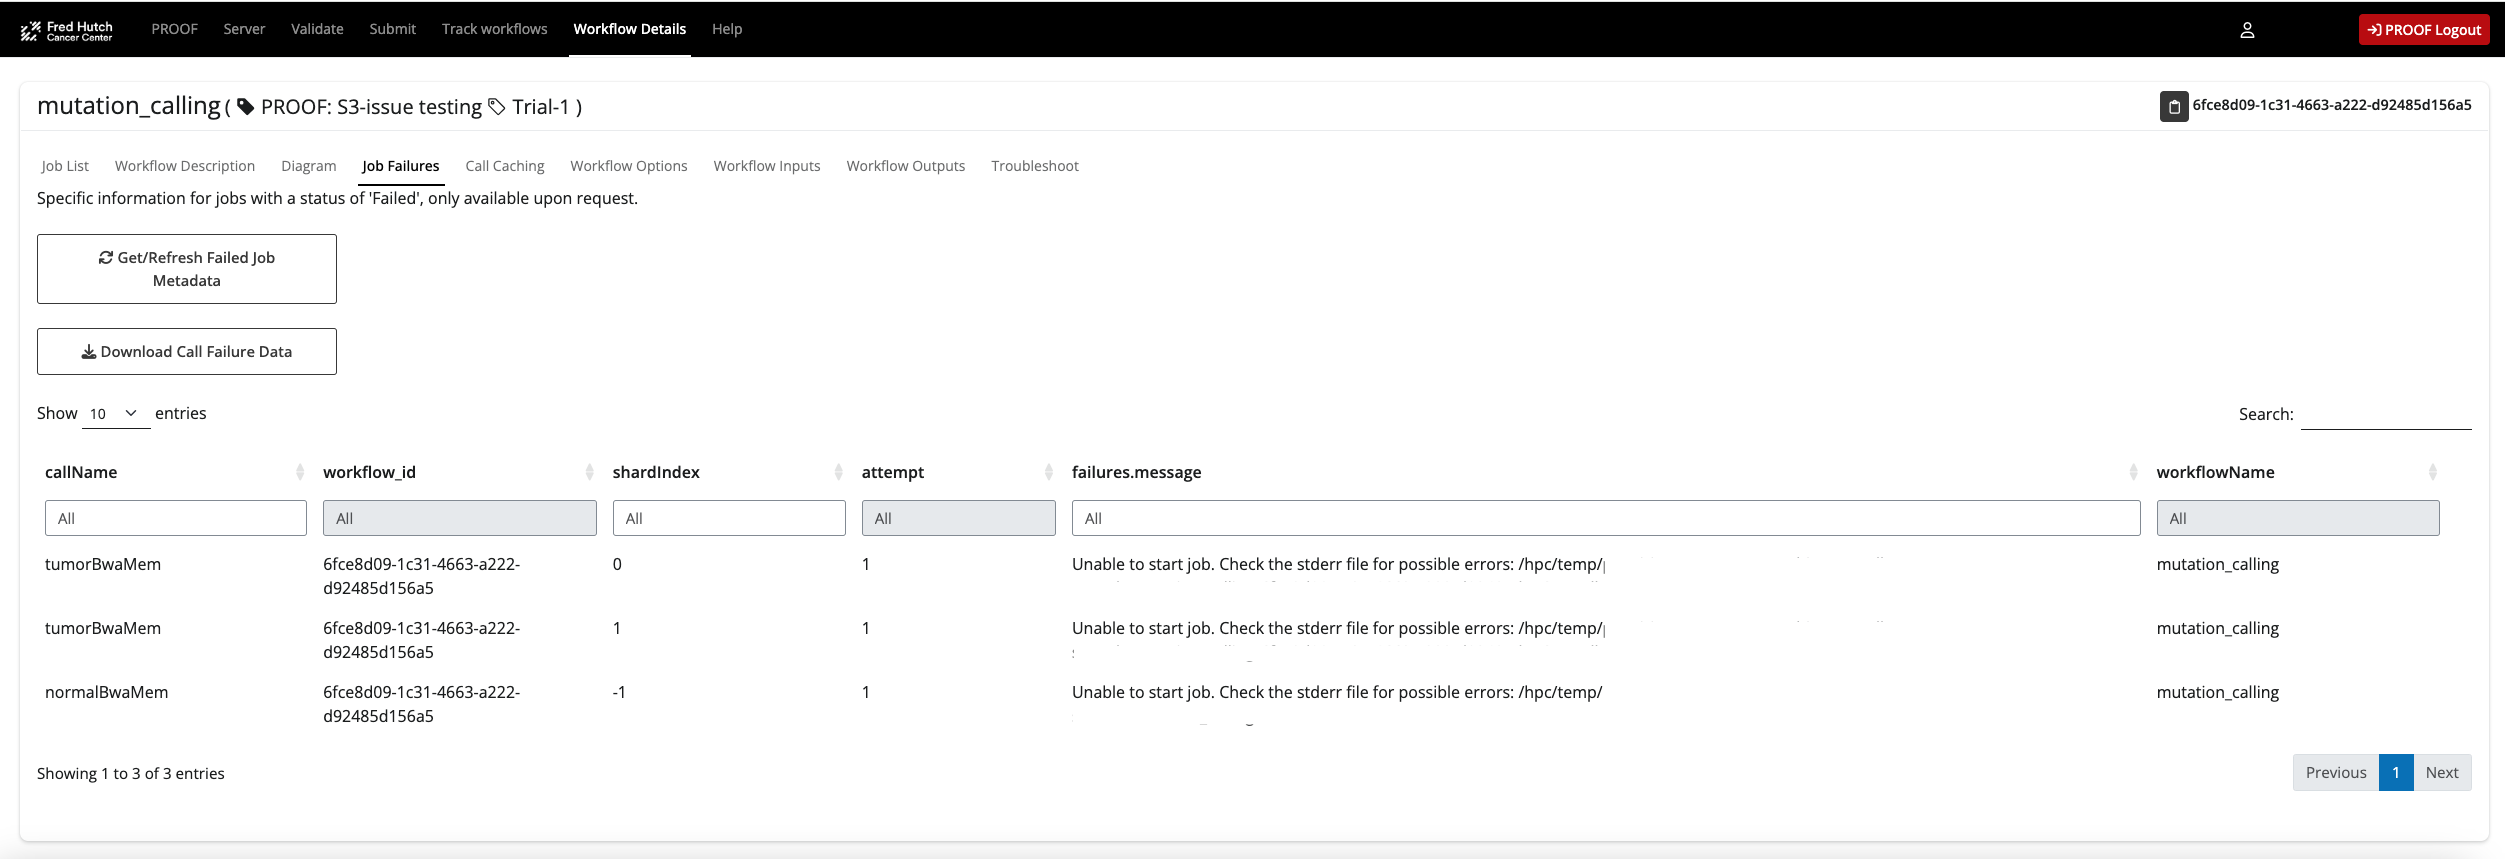 Fred Hutch
Cancer Center
PROOF Server Validate Submit Track workflows Workflow Details Help
PROOF Logout
mutation_calling ( PROOF: S3-issue testing Trial-1 )
6fce8d09-1c31-4663-a222-d92485d156a5
Job List Workflow Description Diagram Job Failures Call Caching Workflow Options Workflow Inputs Workflow Outputs Troubleshoot
Specific information for jobs with a status of 'Failed', only available upon request.
Get/Refresh Failed Job
Metadata
Download Call Failure Data
Show 10 entries
Search:
callName workflow_id shardIndex attempt failures.message workflowName
All All All All All All
tumorBwaMem 6fce8d09-1c31-4663-a222- 0 1 Unable to start job. Check the stderr file for possible errors: /hpc/temp/ mutation_calling
d92485d156a5
tumorBwaMem 6fce8d09-1c31-4663-a222- 1 1 Unable to start job. Check the stderr file for possible errors: /hpc/temp/ mutation_calling
d92485d156a5
normalBwaMem 6fce8d09-1c31-4663-a222- -1 1 Unable to start job. Check the stderr file for possible errors: /hpc/temp/ mutation_calling
d92485d156a5
Showing 1 to 3 of 3 entries
Previous 1 Next